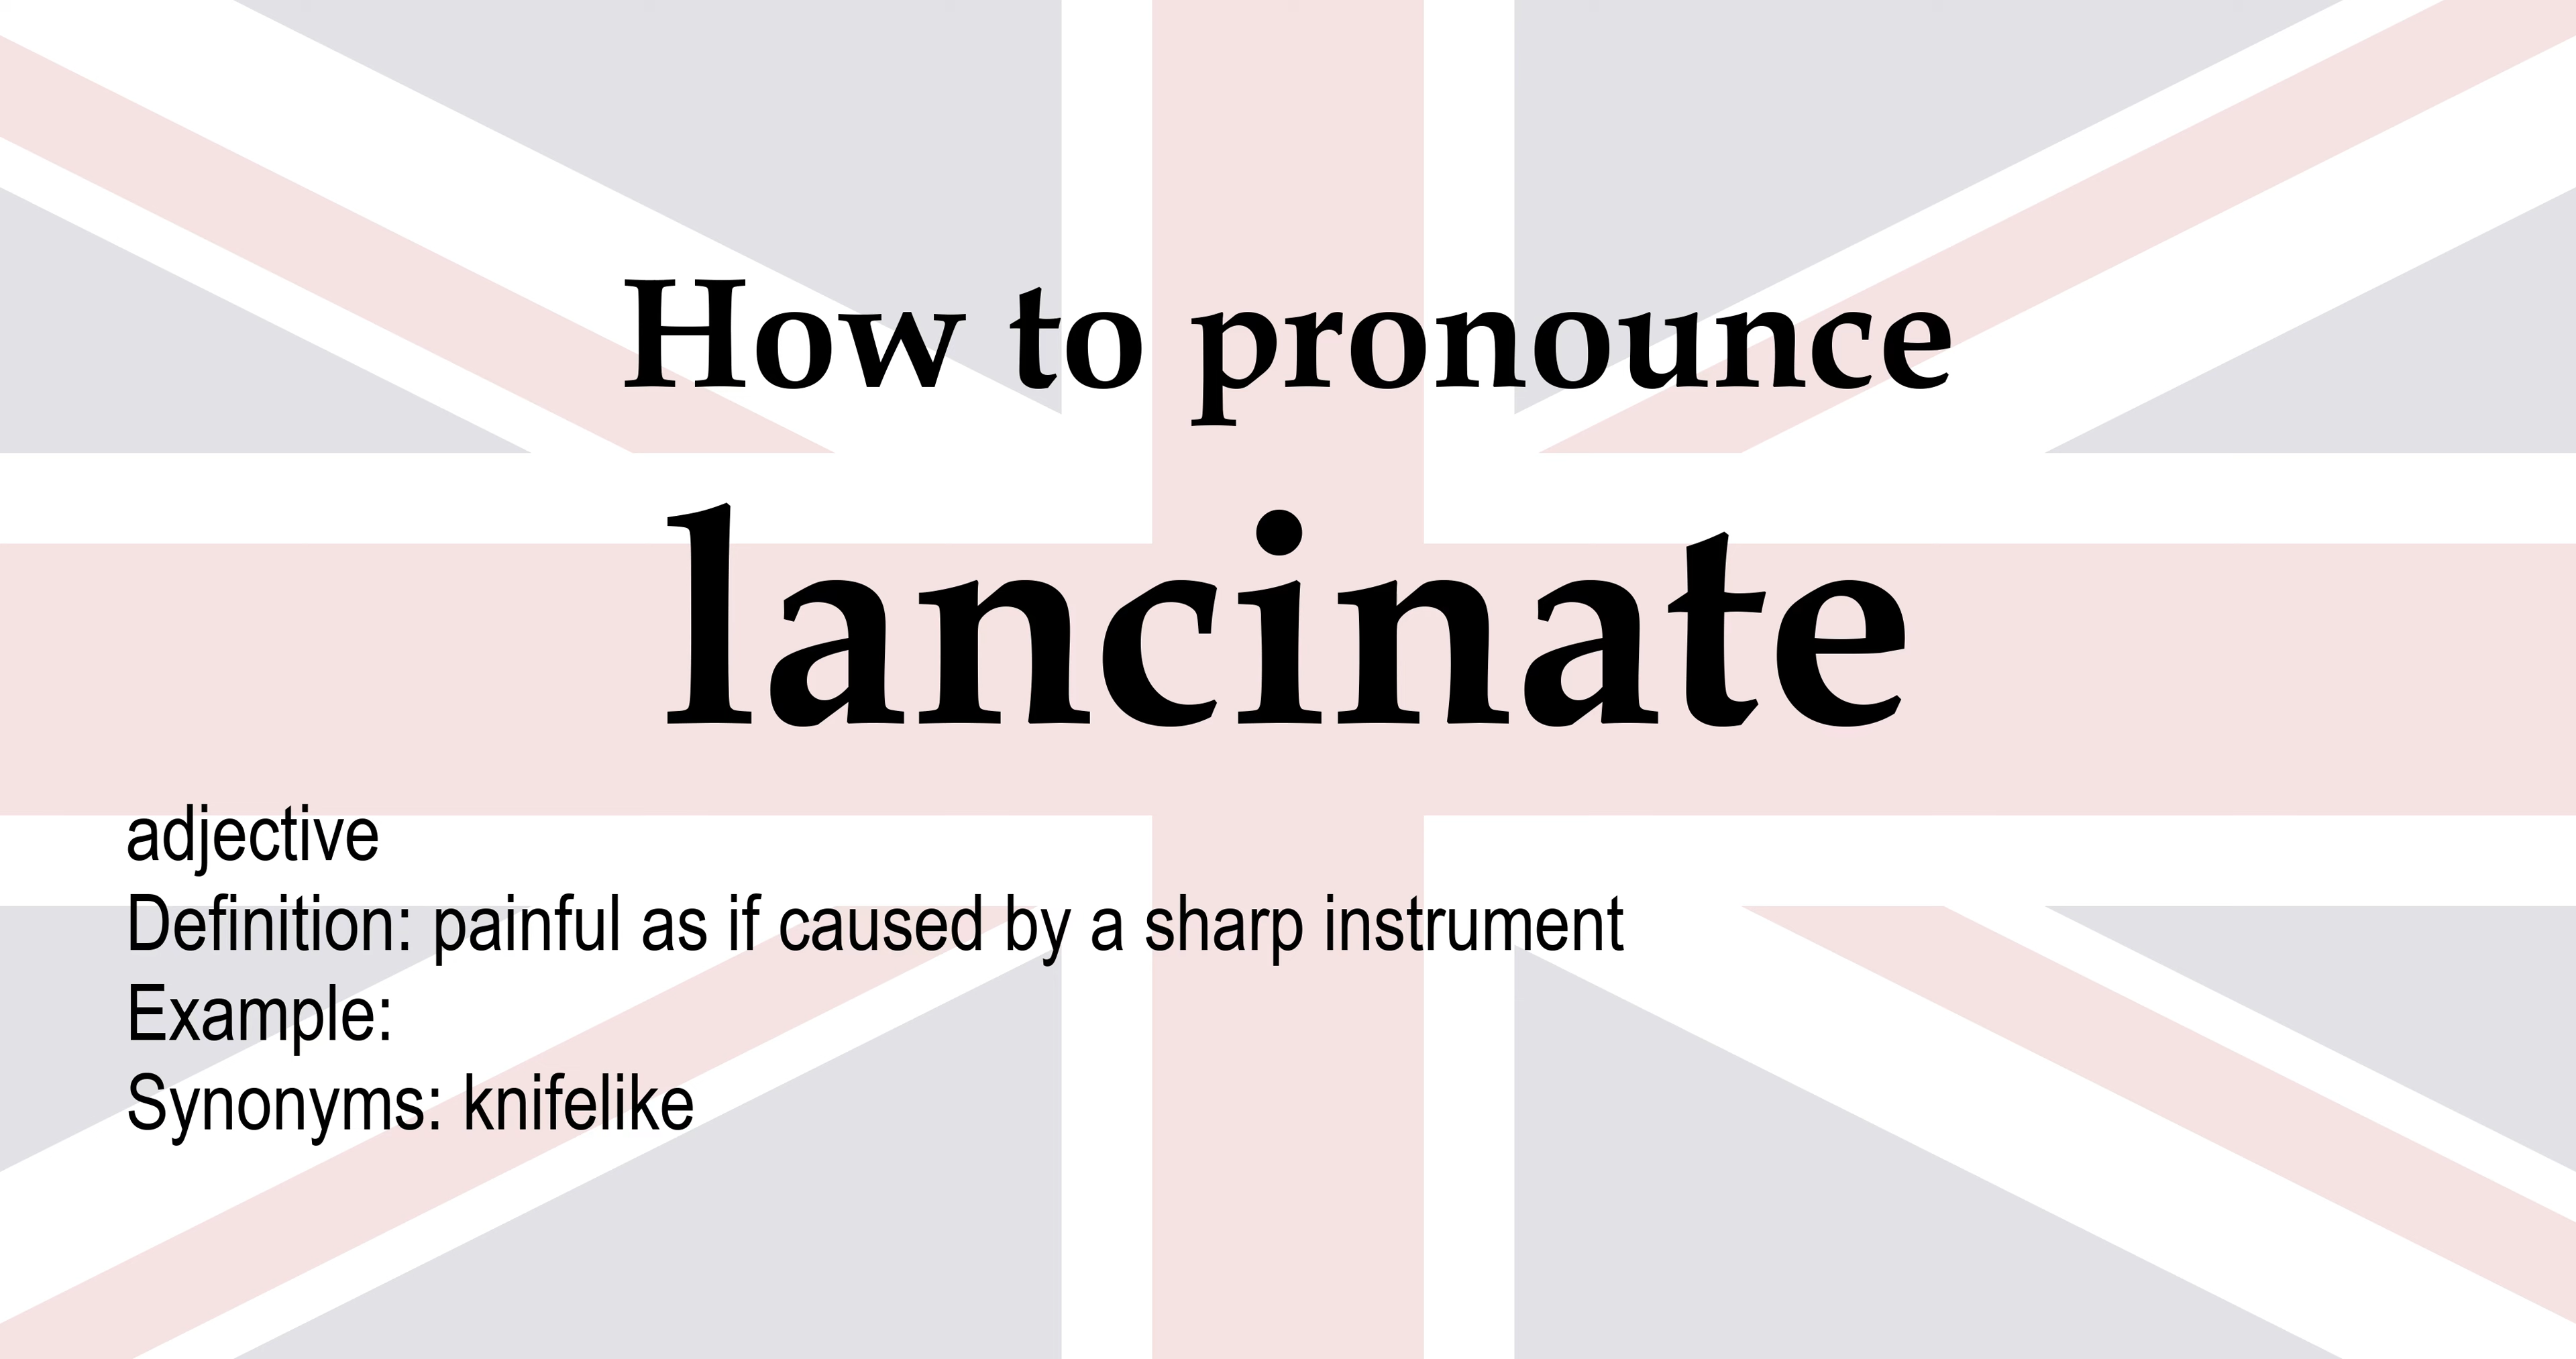 How to pronounce
lancinate
adjective
Definition: painful as if caused by a sharp instrument
Example:
Synonyms: knifelike